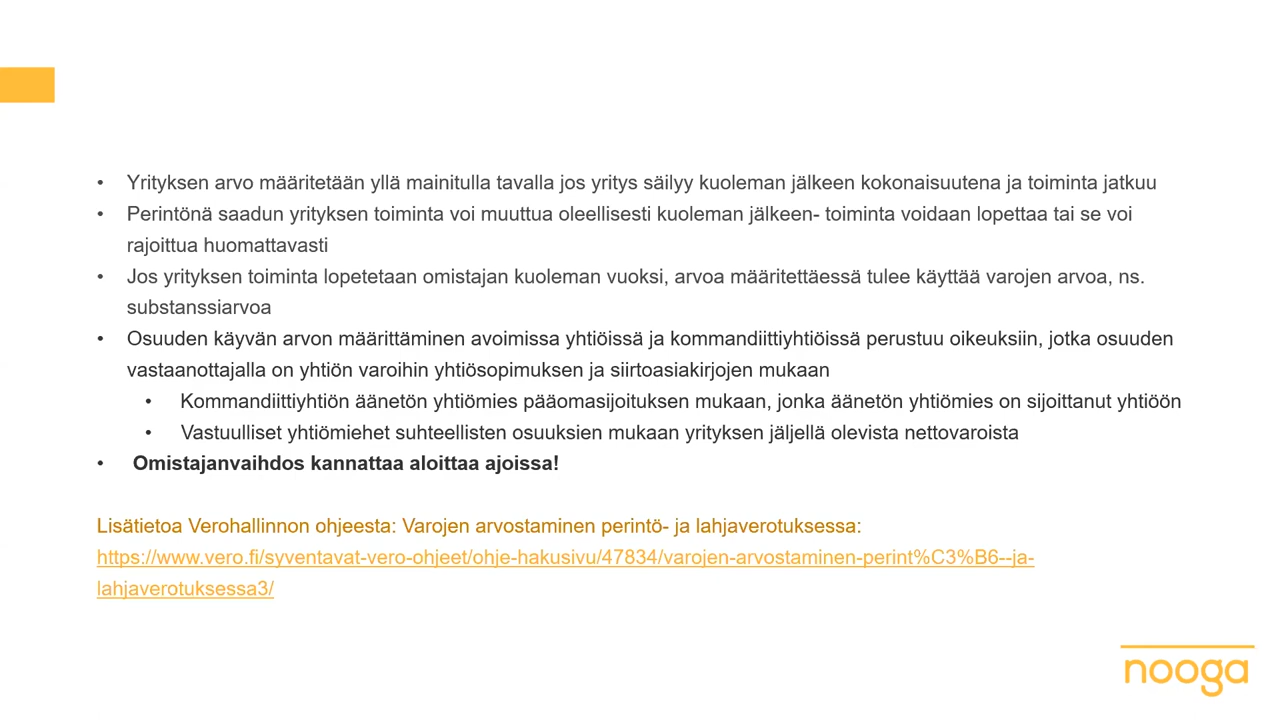 • Yrityksen arvo määritetään yllä mainitulla tavalla jos yritys säilyy kuoleman jälkeen kokonaisuutena ja toiminta jatkuu
• Perintönä saadun yrityksen toiminta voi muuttua oleellisesti kuoleman jälkeen- toiminta voidaan lopettaa tai se voi
rajoittua huomattavasti
• Jos yrityksen toiminta lopetetaan omistajan kuoleman vuoksi, arvoa määritettäessä tulee käyttää varojen arvoa, ns.
substanssiarvoa
• Osuuden käyvän arvon määrittäminen avoimissa yhtiöissä ja kommandiittiyhtiöissä perustuu oikeuksiin, jotka osuuden
vastaanottajalla on yhtiön varoihin yhtiösopimuksen ja siirtoasiakirjojen mukaan
• Kommandiittiyhtiön äänetön yhtiömies pääomasijoituksen mukaan, jonka äänetön yhtiömies on sijoittanut yhtiöön
• Vastuulliset yhtiömiehet suhteellisten osuuksien mukaan yrityksen jäljellä olevista nettovaroista
• Omistajanvaihdos kannattaa aloittaa ajoissa!
Lisätietoa Verohallinnon ohjeesta: Varojen arvostaminen perintö- ja lahjaverotuksessa:
https://www.vero.fi/syventavat-vero-ohjeet/ohje-hakusivu/47834/varojen-arvostaminen-perint%C3%B6--ja-
lahjaverotuksessa3/
nooga